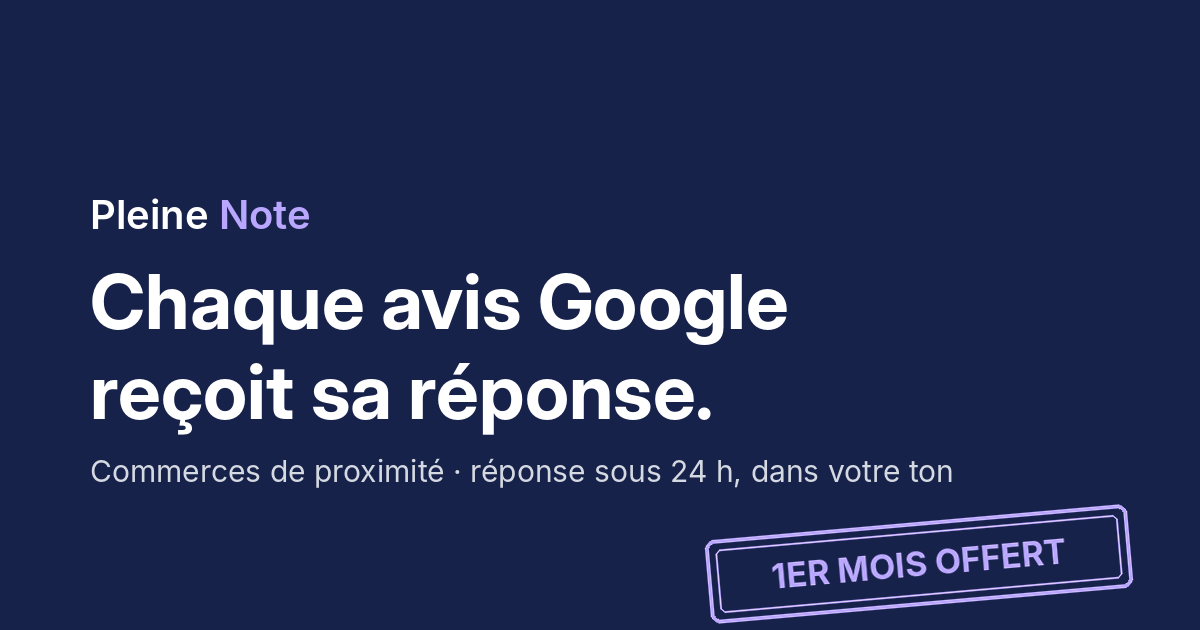 Pleine Note
Chaque avis Google
reçoit sa réponse.
Commerces de proximité · réponse sous 24 h, dans votre ton
1ER MOIS OFFERT